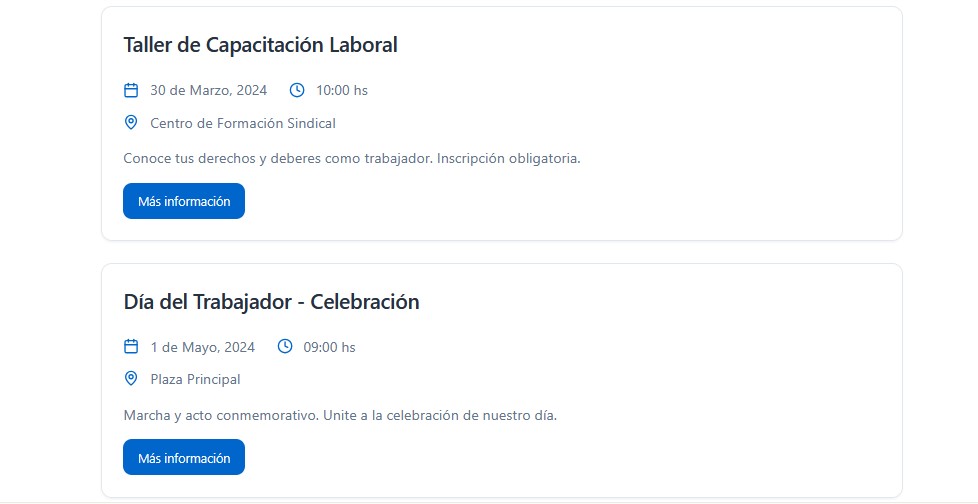 Taller de Capacitación Laboral
30 de Marzo, 2024 10:00 hs
Centro de Formación Sindical
Conoce tus derechos y deberes como trabajador. Inscripción obligatoria.
Más información
Día del Trabajador - Celebración
1 de Mayo, 2024 09:00 hs
Plaza Principal
Marcha y acto conmemorativo. Unite a la celebración de nuestro día.
Más información